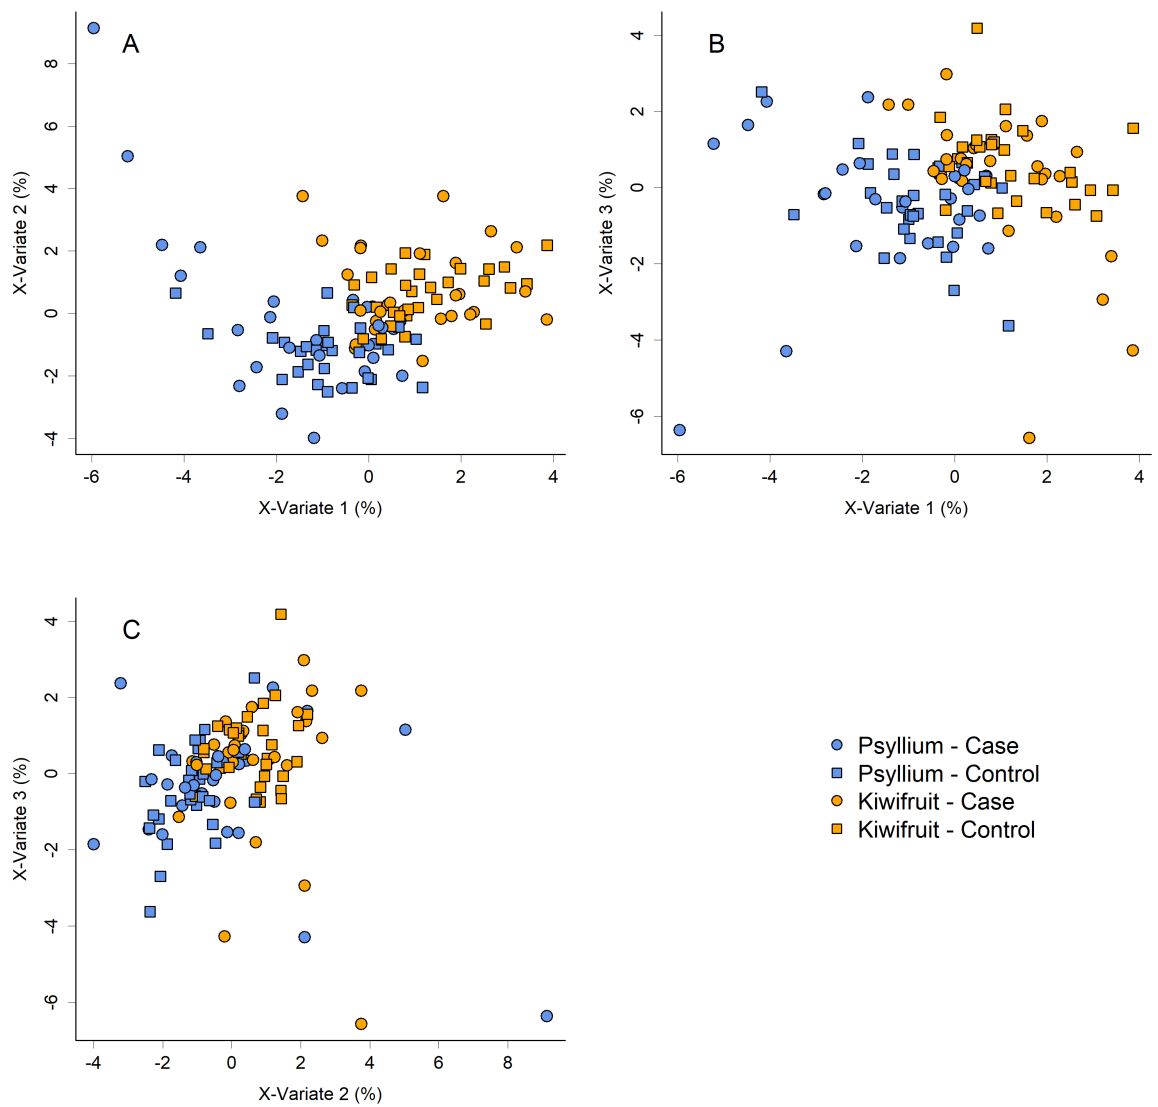 A
8
6
4
2
0
-2
-4
X-Variate 2 (%)
-6
-4
-2
0
2
4
X-Variate 1 (%)
B
4
2
0
-2
-4
-6
X-Variate 3 (%)
-6
-4
-2
0
2
4
X-Variate 1 (%)
C
4
2
0
-2
-4
-6
X-Variate 3 (%)
-4
-2
0
2
4
6
8
X-Variate 2 (%)
Psyllium - Case
Psyllium - Control
Kiwifruit - Case
Kiwifruit - Control